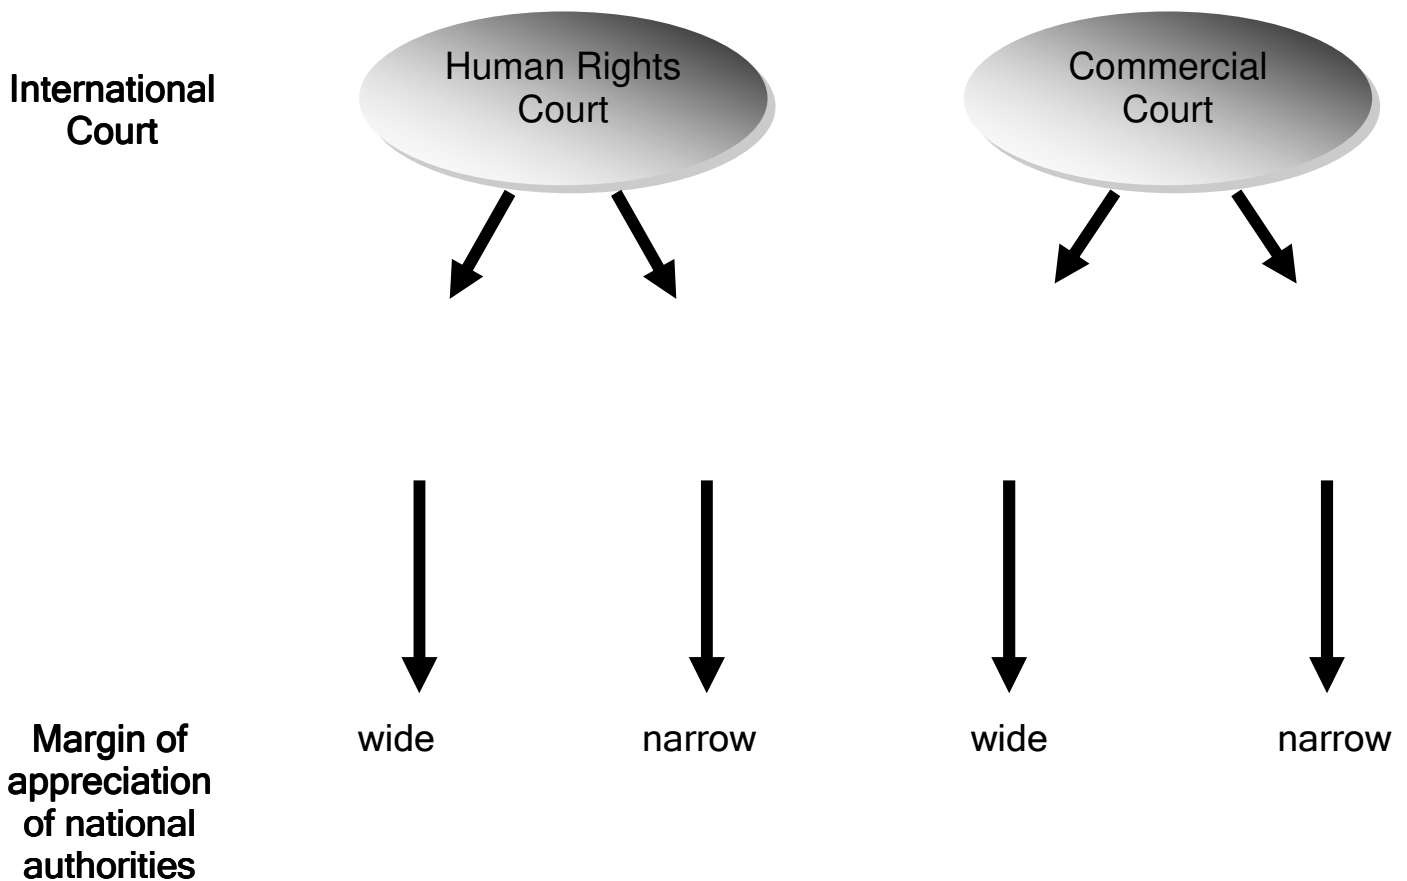 International
Court
Human Rights
Court
Commercial
Court
Margin of
appreciation
of national
authorities
wide
narrow
wide
narrow